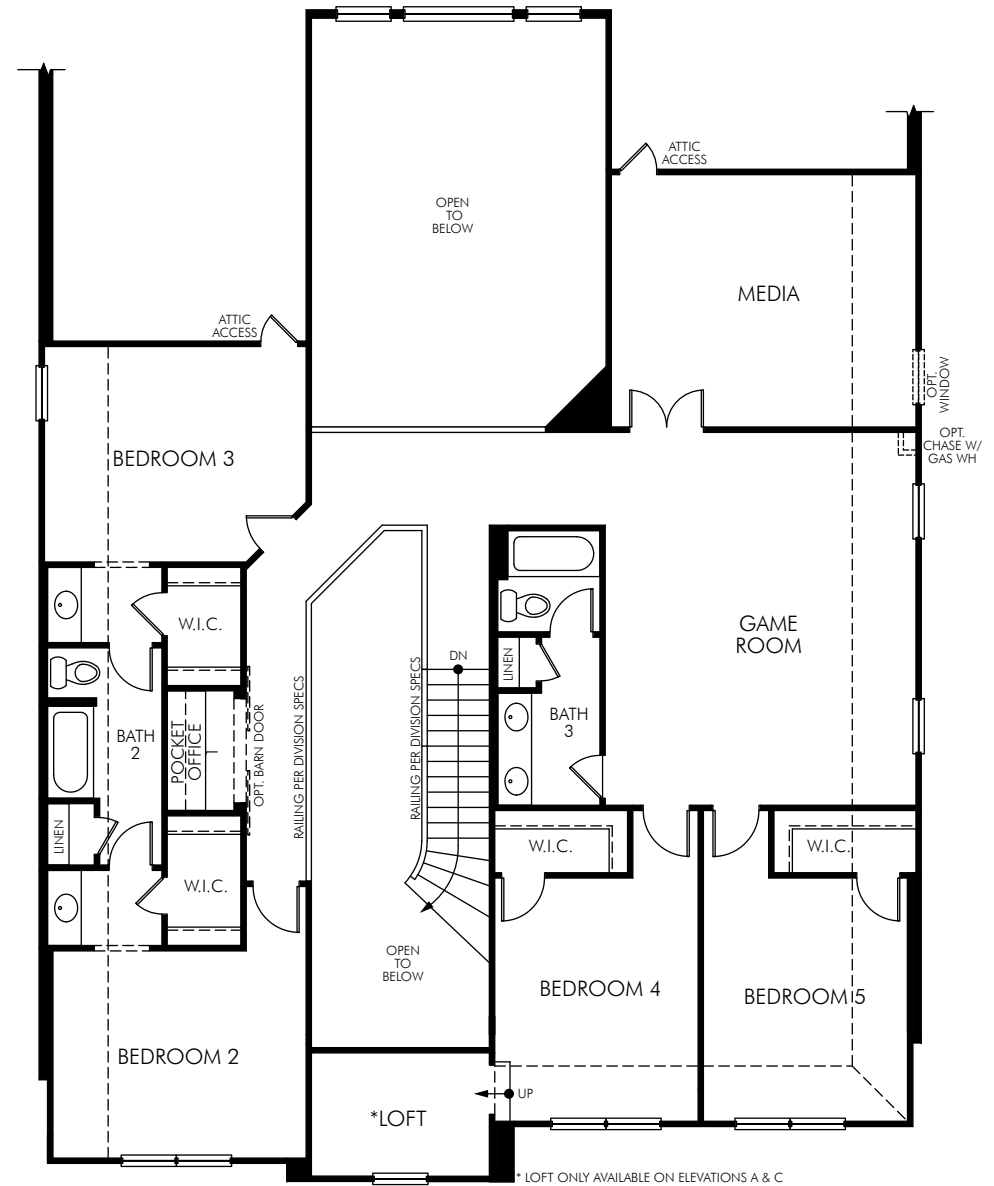 ATTIC
ACCESS
OPEN
TO
BELOW
MEDIA
ATTIC
ACCESS
OPT.
WINDOW
OPT.
CHASE W/
GAS WH
BEDROOM 3
W.I.C.
GAME
ROOM
LINEN
DN
BATH
3
RAILING PER DIVISION SPECS
RAILING PER DIVISION SPECS
BATH
2
POCKET
OFFICE
OPT. BARN DOOR
LINEN
W.I.C.
W.I.C.
W.I.C.
OPEN
TO
BELOW
BEDROOM 4
BEDROOM 5
BEDROOM 2
UP
*LOFT
* LOFT ONLY AVAILABLE ON ELEVATIONS A & C